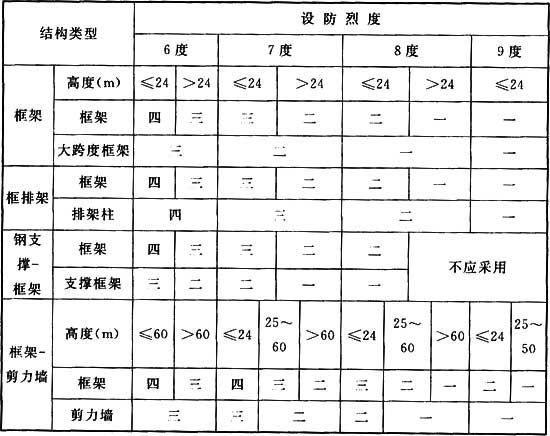 结构类型 设防烈度
6度 7度 8度 9度
框架 高度(m) ≤24 >24 ≤24 >24 ≤24 >24 ≤24
框架 四 三 三 二 二 一 一
大跨度框架 三 二 一 一
框排架 框架 四 三 三 二 二 一 一
排架柱 四 三 二 一
钢支
撑-
框架
框架 四 三 三 二 二 不应采用
支撑框架 三 二 二 一 一
框架-
剪力墙
高度(m) ≤60 >60 ≤24 25~60 >60 ≤24 25~60 >60 ≤24 25~50
框架 四 三 四 三 二 三 二 一 二 一
剪力墙 三 三 二 二 一 一